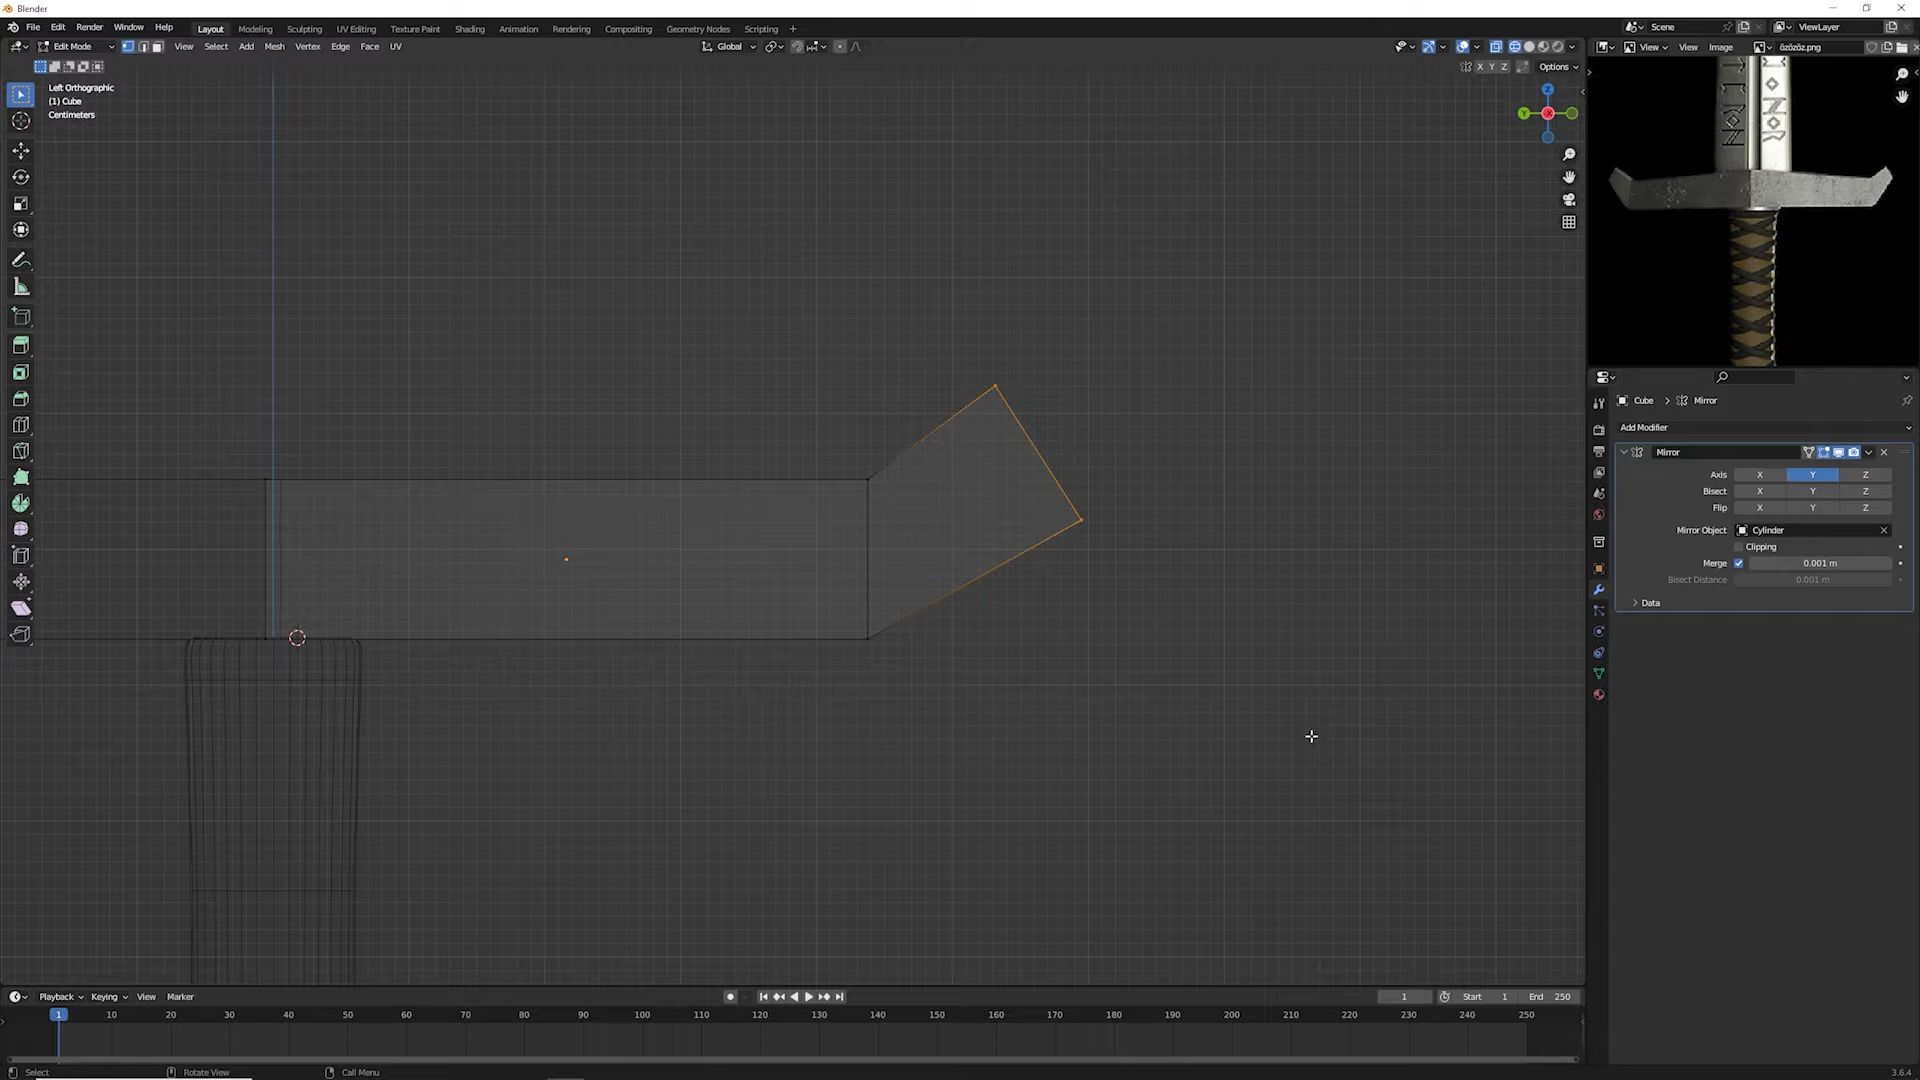 Blender
File Edit Render Window Help Layout Modeling Sculpting UV Editing Texture Paint Shading Animation Rendering Compositing Geometry Nodes Scripting + Scene ViewLayer
Edit Mode View Select Add Mesh Vertex Edge Face UV Global View View Image özözöz.png
X Y Z Options
Left Orthographic
(1) Cube
Centimeters
Z
Y
X
Cube > Mirror
Add Modifier
Mirror
Axis X Y Z
Bisect X Y Z
Flip X Y Z
Mirror Object Cylinder
Clipping
Merge 0.001 m
Bisect Distance 0.001 m
Data
Playback Keying View Marker 1 Start 1 End 250
1 10 20 30 40 50 60 70 80 90 100 110 120 130 140 150 160 170 180 190 200 210 220 230 240 250
Select Rotate View Call Menu 3.6.4